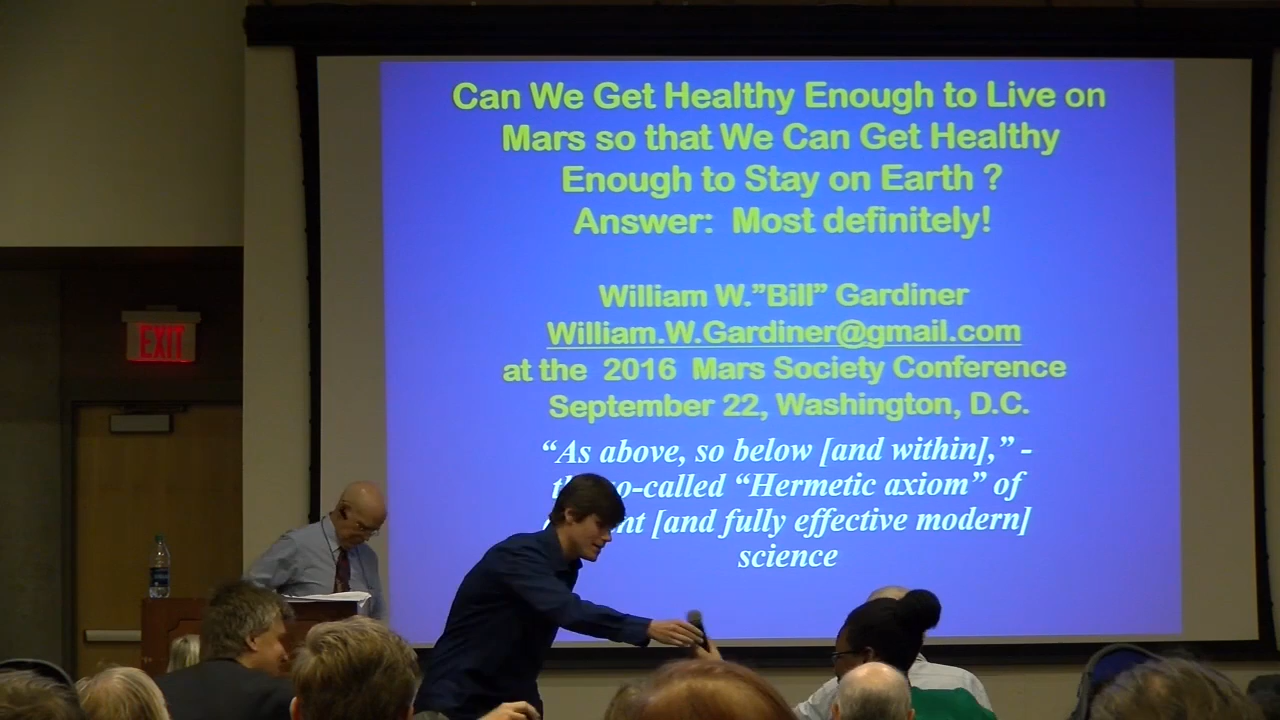 Can We Get Healthy Enough to Live on
Mars so that We Can Get Healthy
Enough to Stay on Earth ?
Answer:  Most definitely!
William W."Bill" Gardiner
William.W.Gardiner@gmail.com
at the  2016  Mars Society Conference
September 22, Washington, D.C.
“As above, so below [and within],” -
so-called “Hermetic axiom” of
[and fully effective modern]
science
EXIT